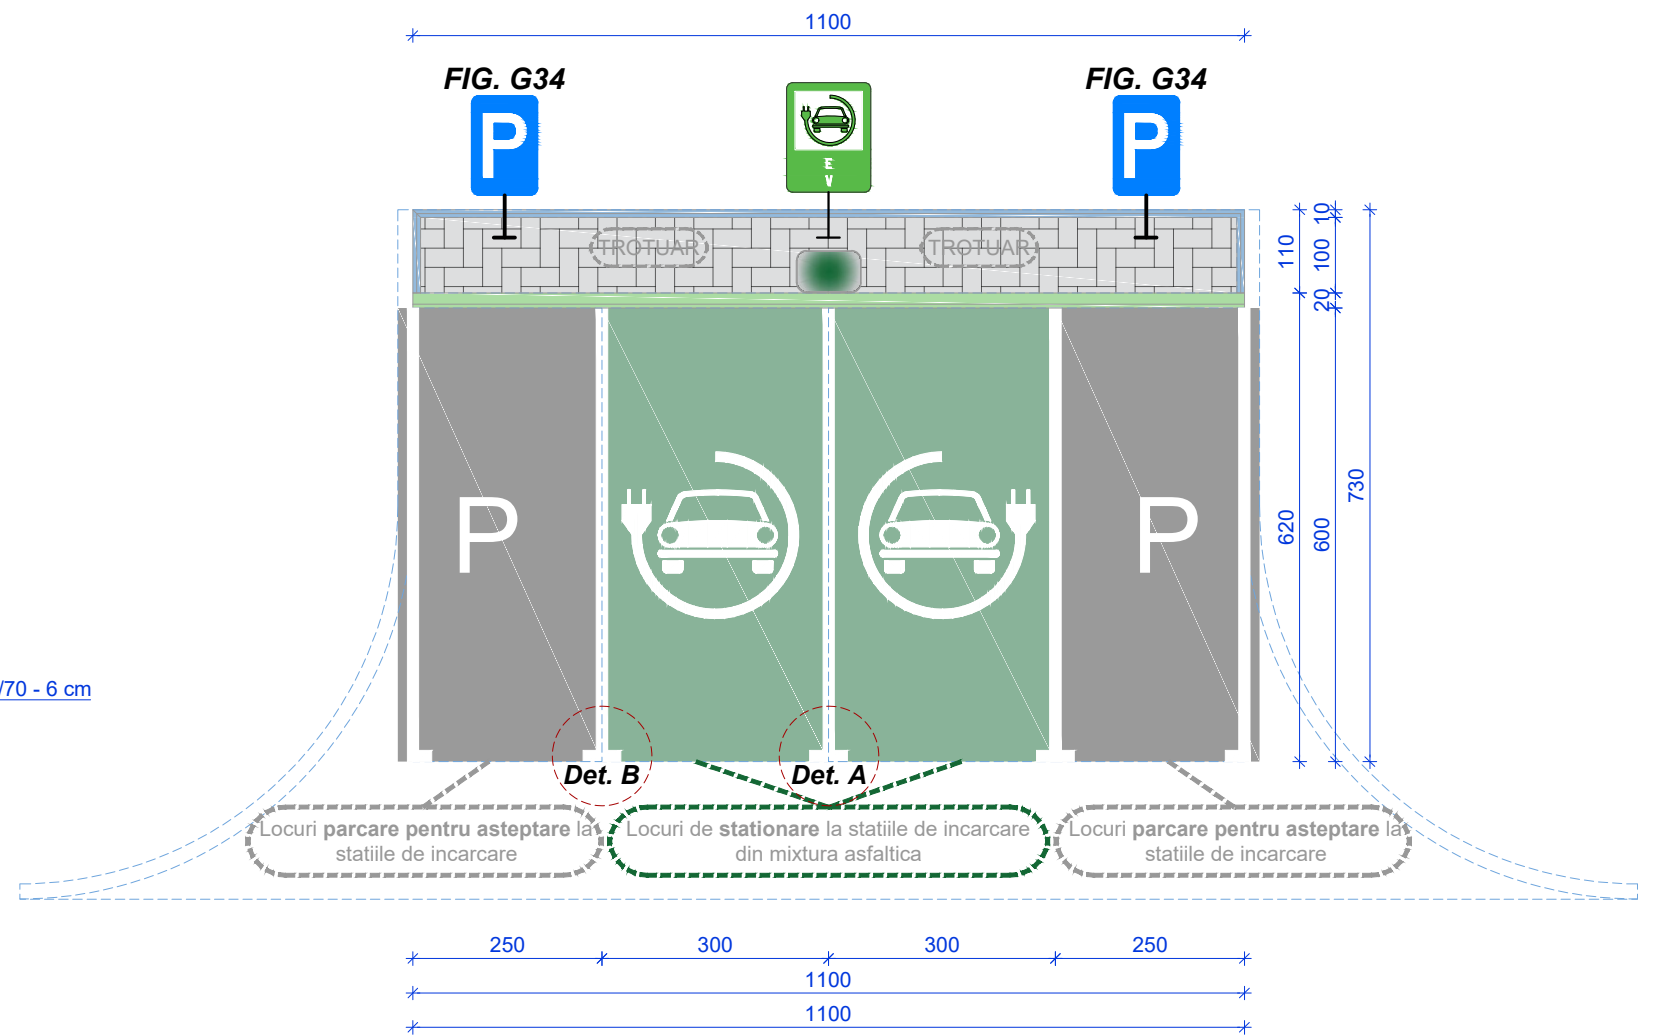 1100
FIG. G34
FIG. G34
P
P
E
V
TROTUAR
TROTUAR
10
110
100
20
P
P
730
620
600
/70 - 6 cm
Det. B
Det. A
Locuri parcare pentru asteptare la
statiile de incarcare
Locuri de stationare la statiile de incarcare
din mixtura asfaltica
Locuri parcare pentru asteptare la
statiile de incarcare
250
300
300
250
1100
1100